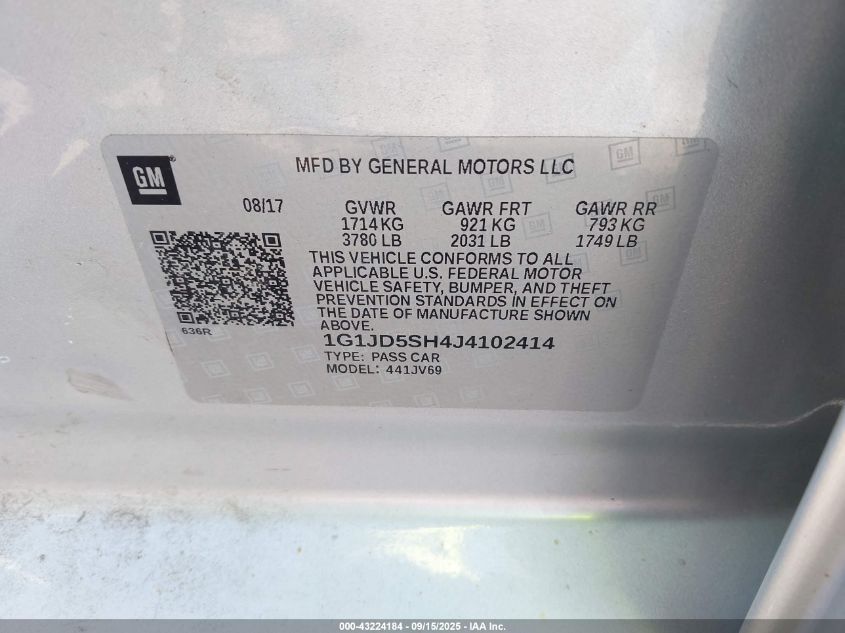 GM
MFD BY GENERAL MOTORS LLC
08/17 GVWR GAWR FRT GAWR RR
1714 KG 921 KG 793 KG
3780 LB 2031 LB 1749 LB
THIS VEHICLE CONFORMS TO ALL
APPLICABLE U.S. FEDERAL MOTOR
VEHICLE SAFETY, BUMPER, AND THEFT
PREVENTION STANDARDS IN EFFECT ON
THE DATE OF MANUFACTURE SHOWN
ABOVE.
636R
1G1JD5SH4J4102414
TYPE: PASS CAR
MODEL: 441JV69
000-43224184 - 09/15/2025 - IAA Inc.